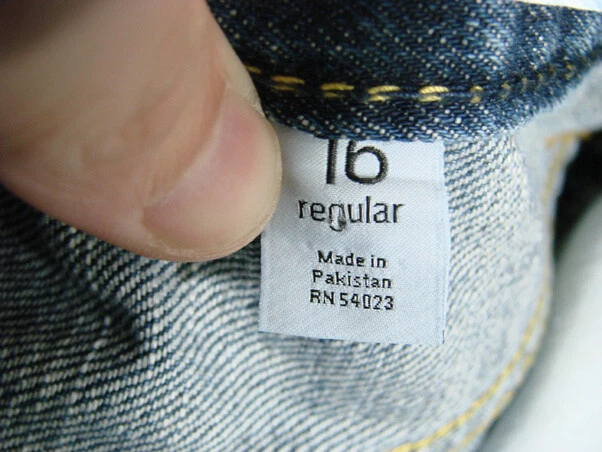 16
regular
Made in
Pakistan
RN 54023